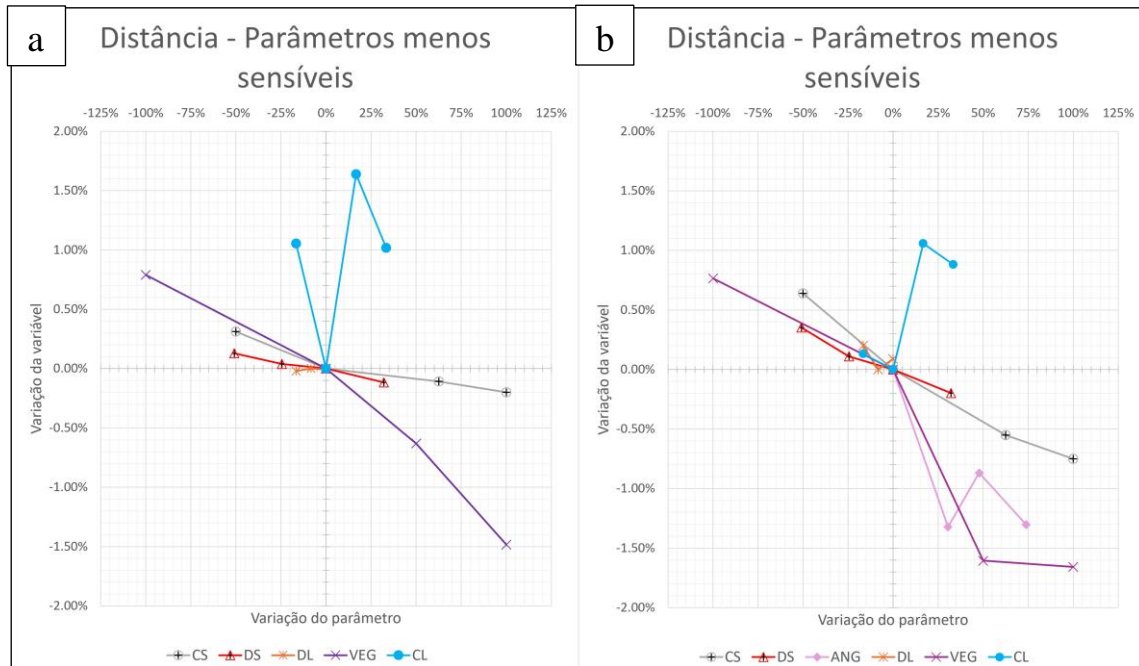 a
Distância - Parâmetros menos
sensíveis
-125% -100% -75% -50% -25% 0% 25% 50% 75% 100% 125%
2.00%
1.50%
1.00%
0.50%
0.00%
-0.50%
-1.00%
-1.50%
-2.00%
Variação da variável
Variação do parâmetro
CS DS DL VEG CL
b
Distância - Parâmetros menos
sensíveis
-125% -100% -75% -50% -25% 0% 25% 50% 75% 100% 125%
2.00%
1.50%
1.00%
0.50%
0.00%
-0.50%
-1.00%
-1.50%
-2.00%
Variação da variável
Variação do parâmetro
CS DS ANG DL VEG CL